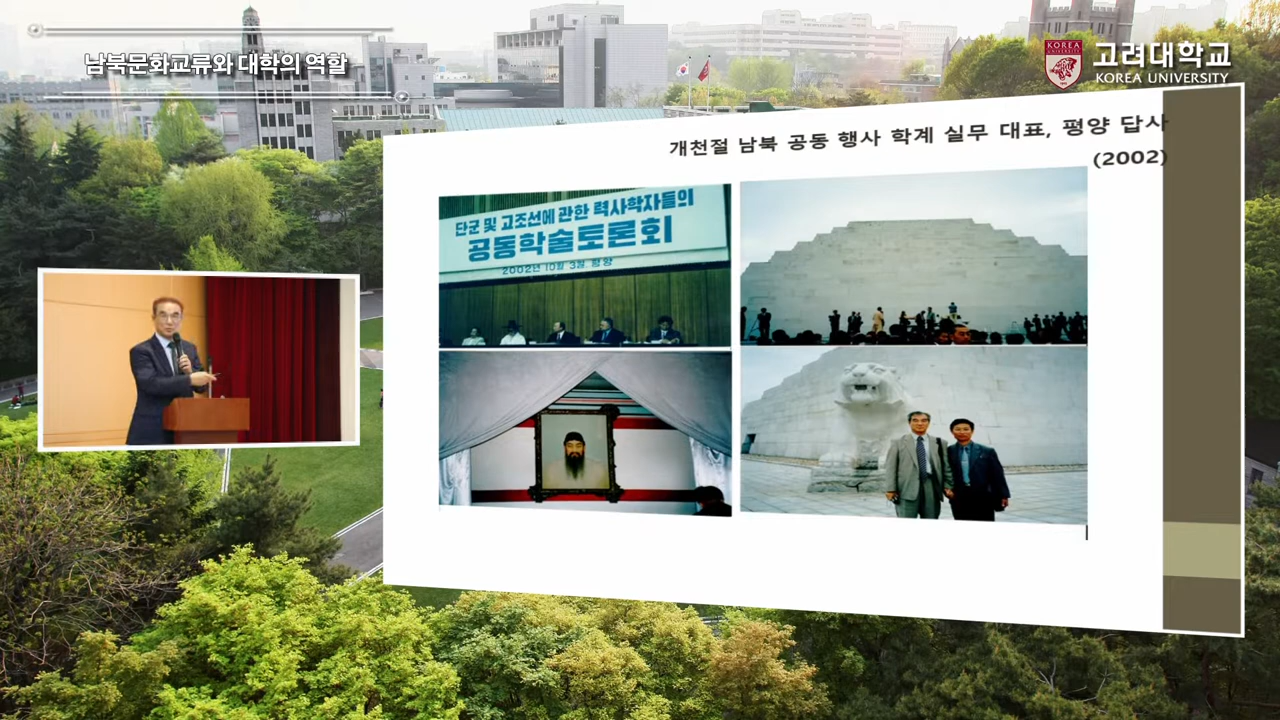 남북문화교류와 대학의 역할
KOREA
고려대학교
KOREA UNIVERSITY
개천절 남북 공동 행사 학계 실무 대표, 평양 답사
(2002)
단군 및 고조선에 관한 력사학자들의
공동학술토론회
2002년 10월 3일 평양